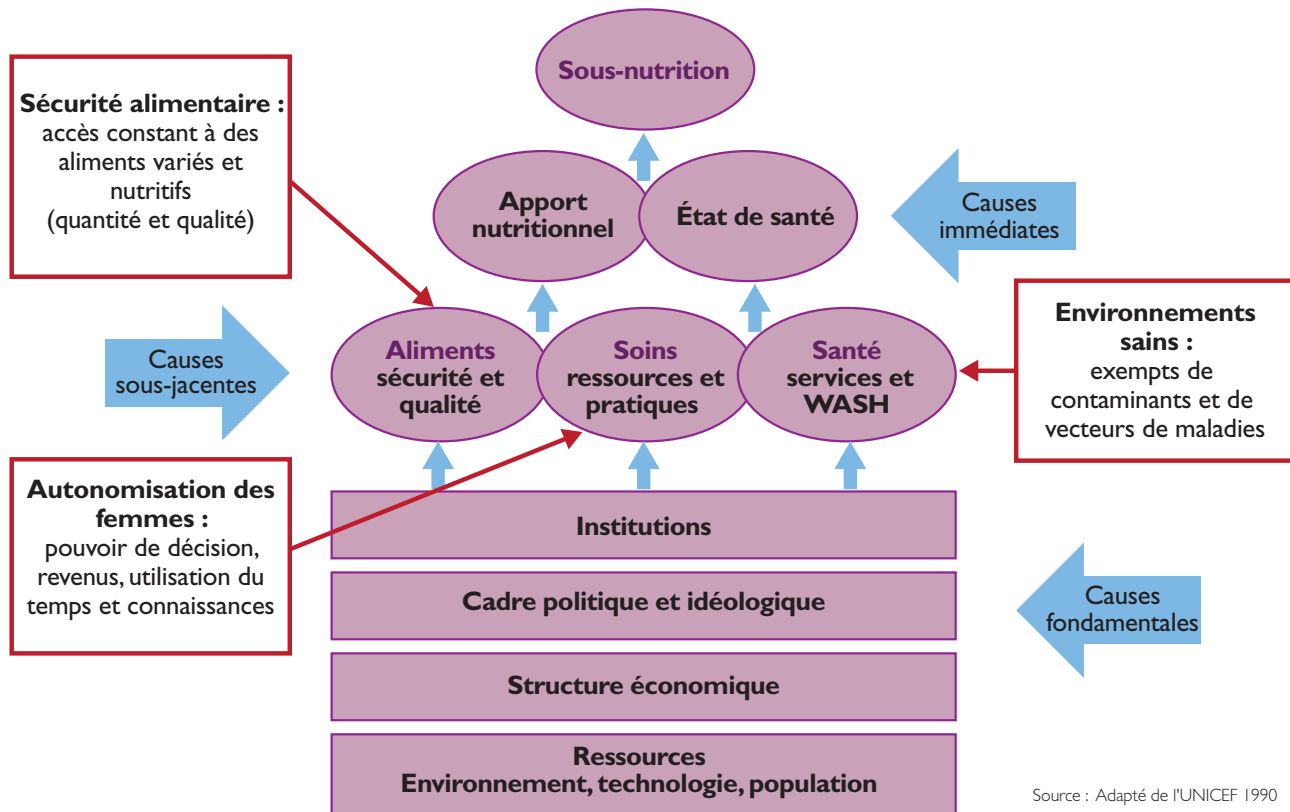 Sous-nutrition
Sécurité alimentaire :
accès constant à des
aliments variés et
nutritifs
(quantité et qualité)
Apport
nutritionnel
État de santé
Causes
immédiates
Causes
sous-jacentes
Aliments
sécurité et
qualité
Soins
ressources et
pratiques
Santé
services et
WASH
Environnements
sains :
exempts de
contaminants et de
vecteurs de maladies
Autonomisation des
femmes :
pouvoir de décision,
revenus, utilisation du
temps et connaissances
Institutions
Cadre politique et idéologique
Causes
fondamentales
Structure économique
Ressources
Environnement, technologie, population
Source : Adapté de l'UNICEF 1990